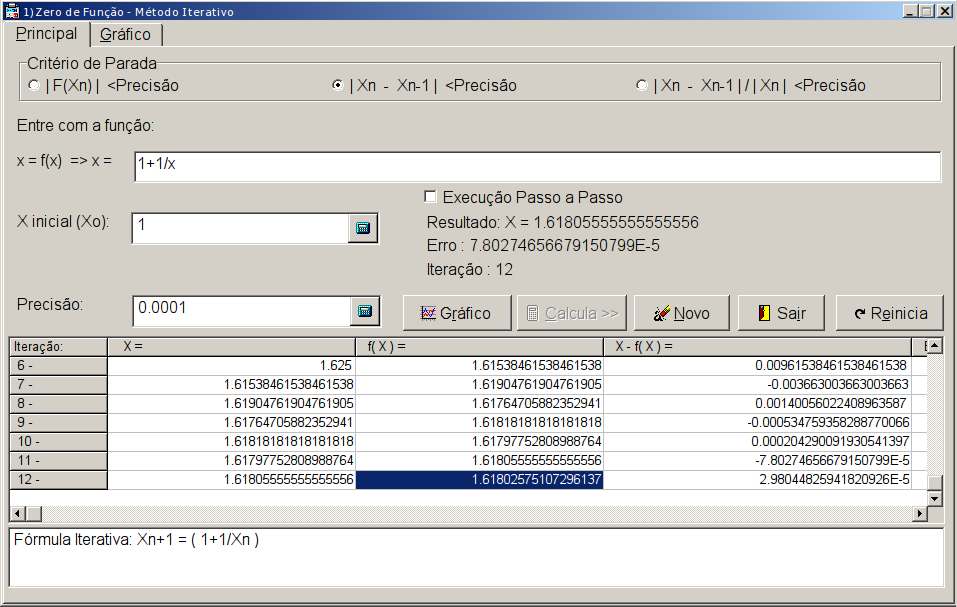 1)Zero de Função - Método Iterativo
Principal Gráfico
Critério de Parada
| F(Xn) | <Precisão | Xn - Xn-1 | <Precisão | Xn - Xn-1 | / | Xn | <Precisão
Entre com a função:
x = f(x) => x = 1+1/x
Execução Passo a Passo
X inicial (Xo): 1
Resultado: X = 1.61805555555555556
Erro : 7.80274656679150799E-5
Iteração : 12
Precisão: 0.0001
Gráfico Calcula >> Novo Sair Reinicia
Iteração: X = f( X ) = X - f( X ) =
6 - 1.625 1.61538461538461538 0.00961538461538461538
7 - 1.61538461538461538 1.61904761904761905 -0.003663003663003663
8 - 1.61904761904761905 1.61764705882352941 0.00140056022408963587
9 - 1.61764705882352941 1.61818181818181818 -0.000534759358288770066
10 - 1.61818181818181818 1.61797752808988764 0.000204290091930541397
11 - 1.61797752808988764 1.61805555555555556 -7.80274656679150799E-5
12 - 1.61805555555555556 1.61802575107296137 2.98044825941820926E-5
Fórmula Iterativa: Xn+1 = ( 1+1/Xn )